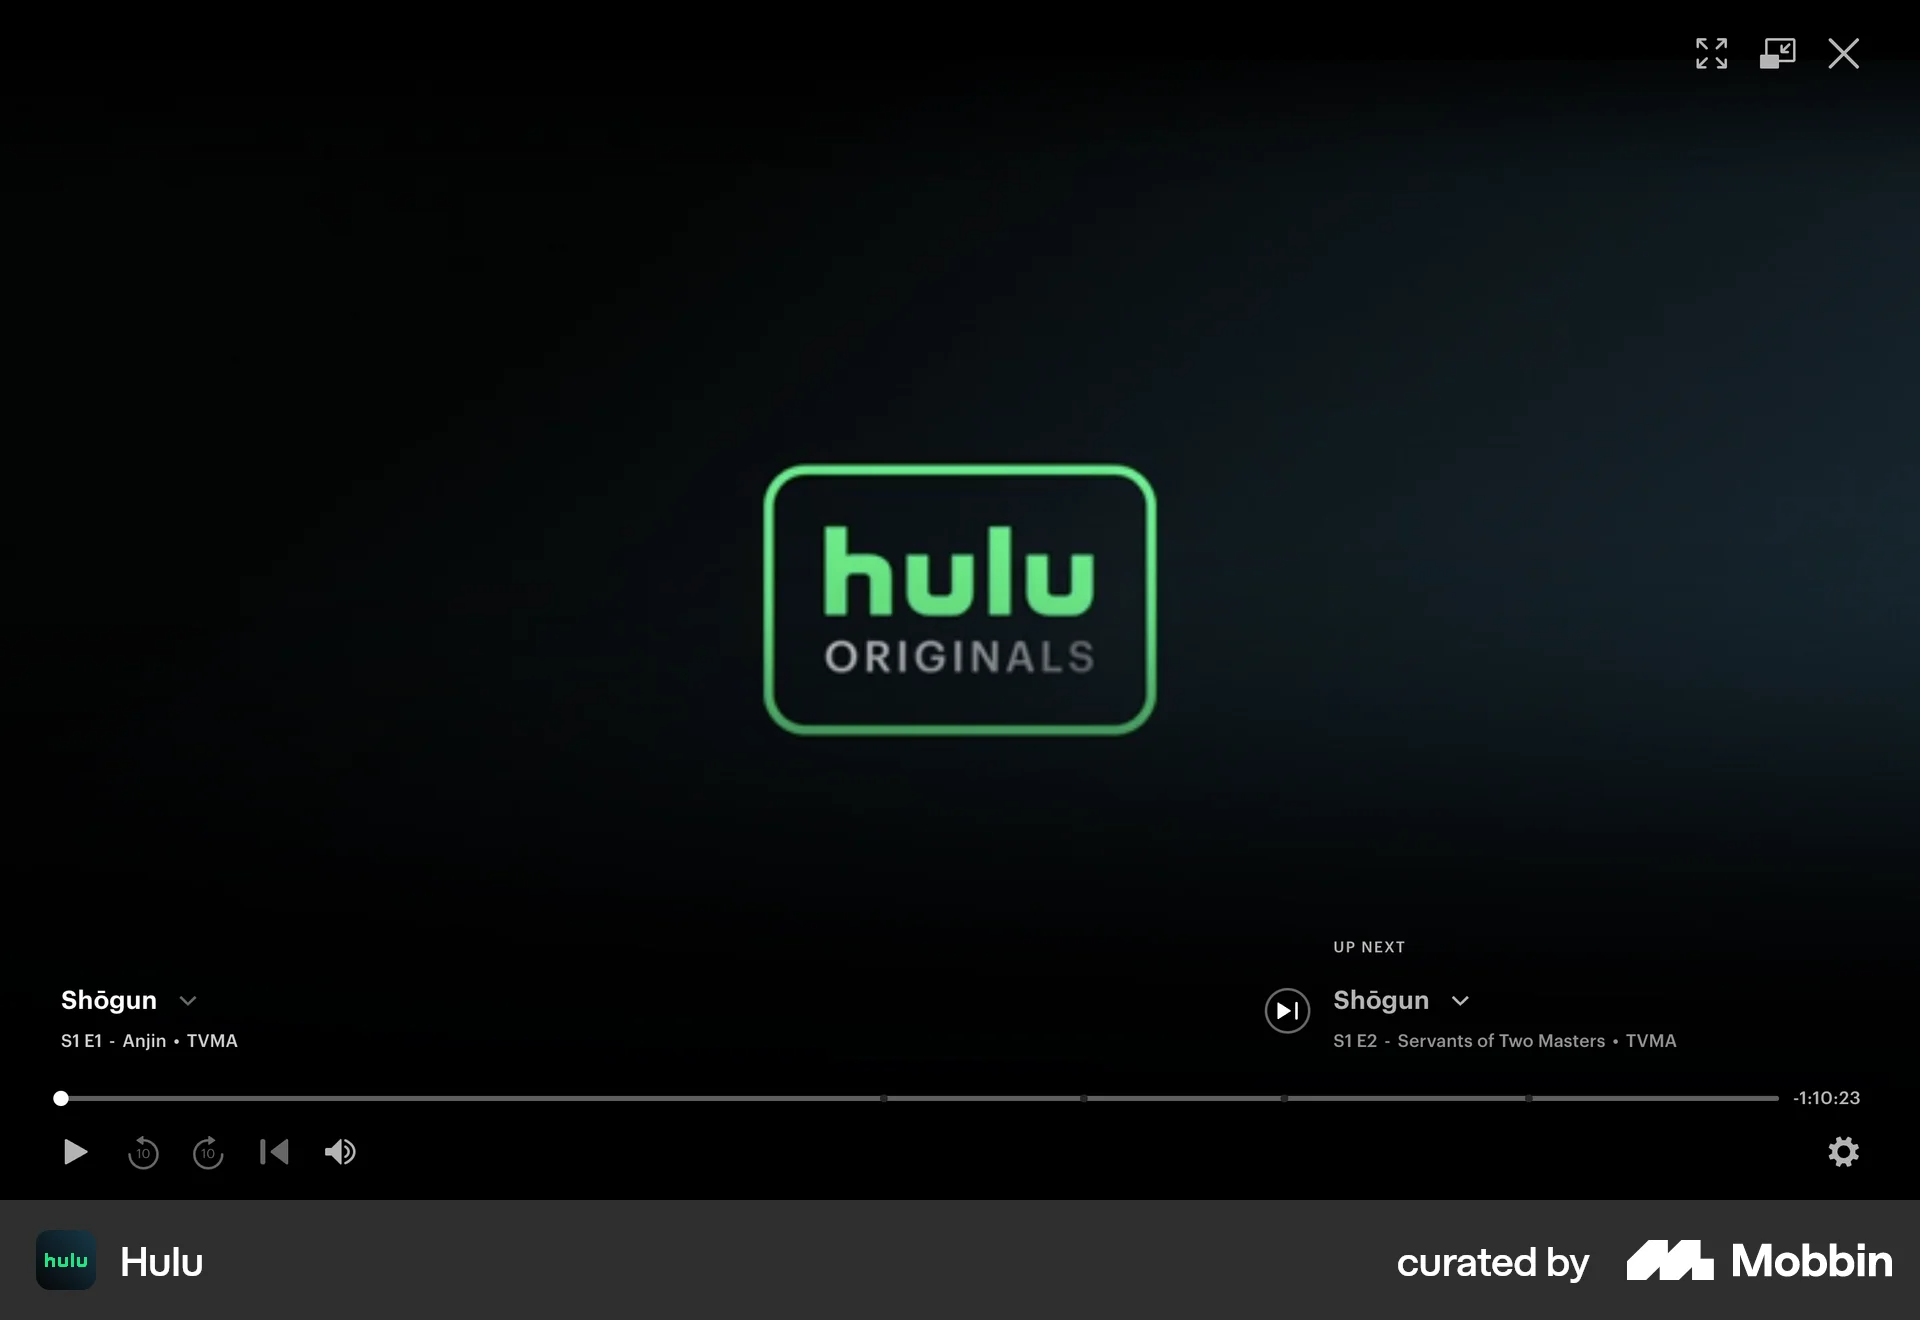 hulu
ORIGINALS
UP NEXT
Shōgun
S1 E1 - Anjin • TVMA
Shōgun
S1 E2 - Servants of Two Masters • TVMA
-1:10:23
10
10
hulu
Hulu
curated by
Mobbin